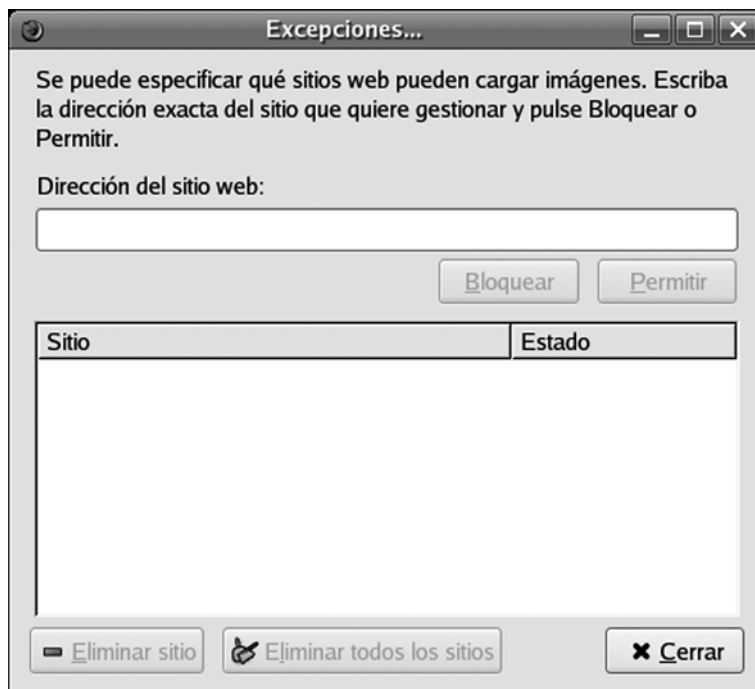 Excepciones...
Se puede especificar qué sitios web pueden cargar imágenes. Escriba
la dirección exacta del sitio que quiere gestionar y pulse Bloquear o
Permitir.
Dirección del sitio web:
Bloquear Permitir
Sitio Estado
Eliminar sitio Eliminar todos los sitios Cerrar